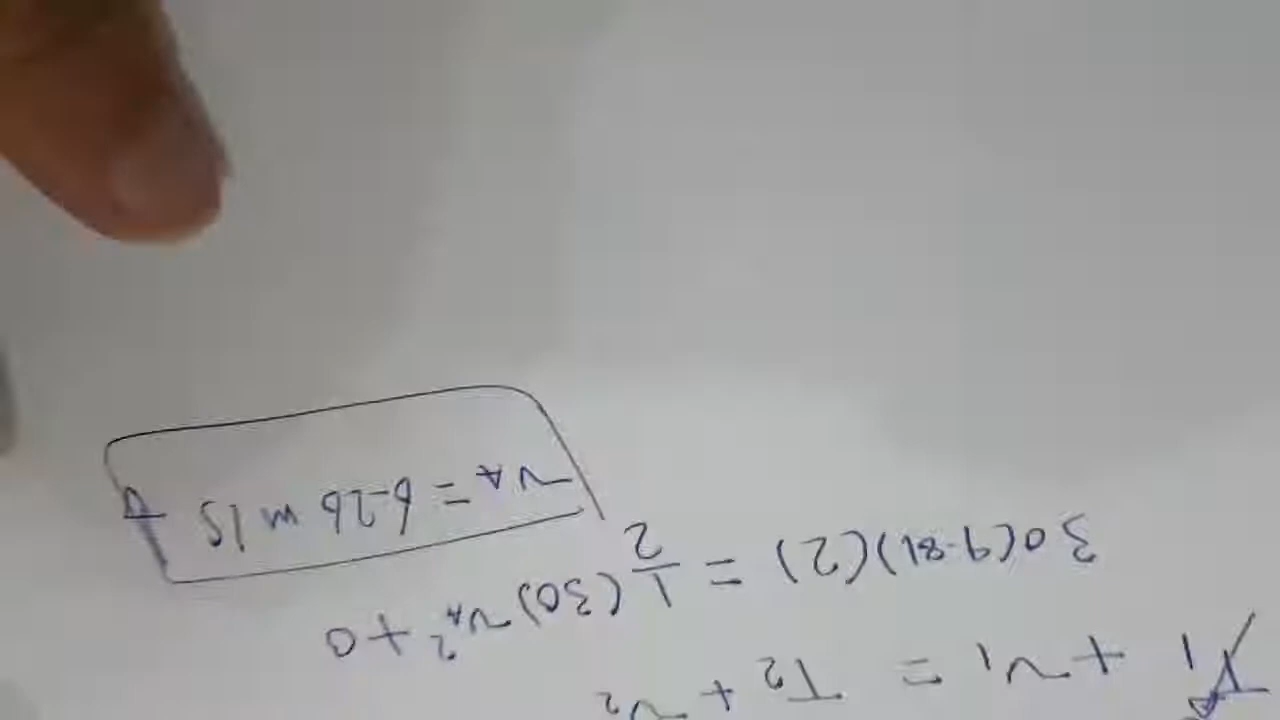 T1 + V1 = T2 + V2
30(9.81)(2) = 1/2 (30) VA² + 0
VA = 6.26 m/s